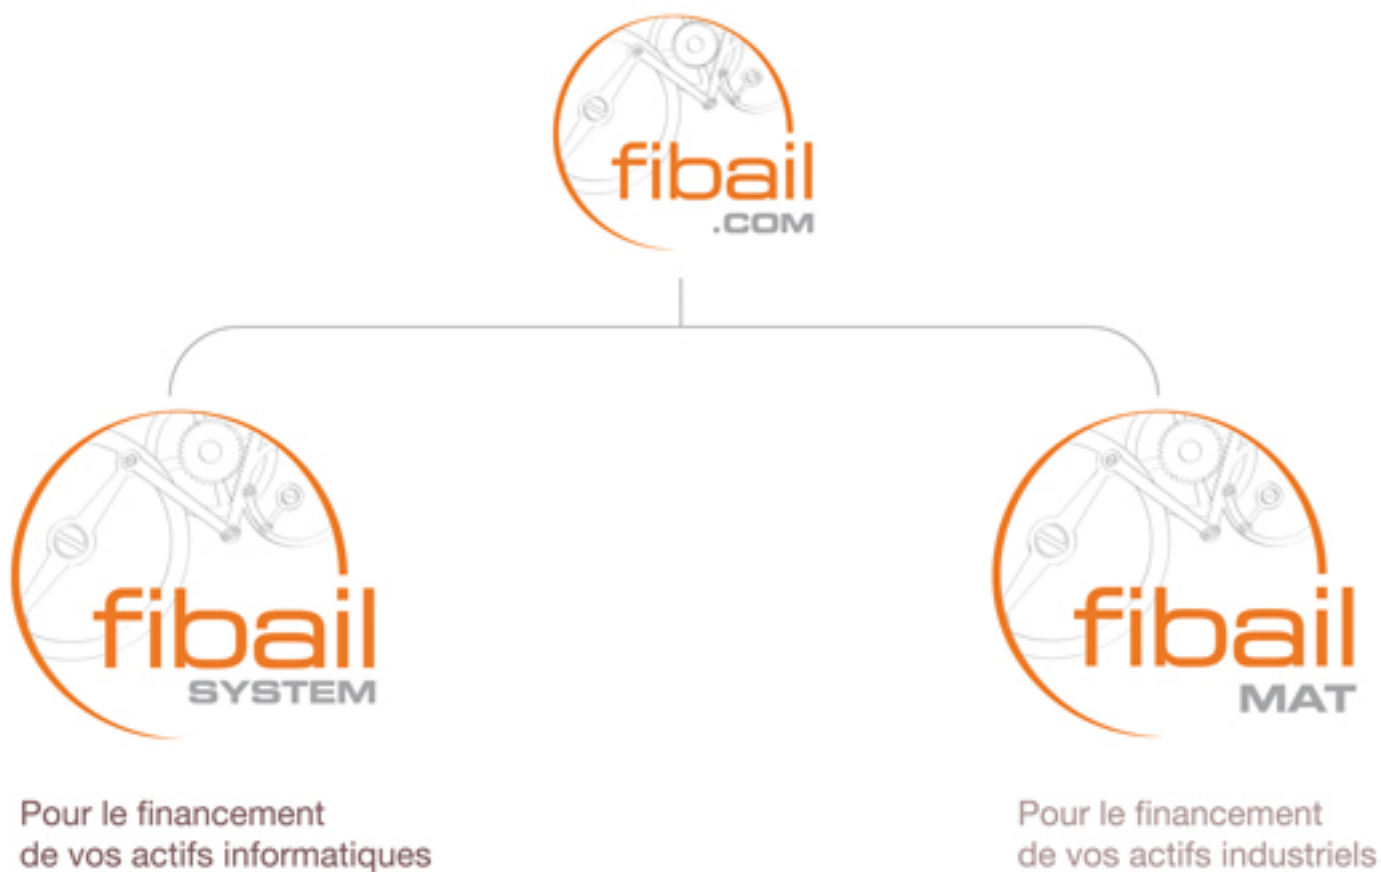 fibail
.COM
fibail
SYSTEM
fibail
MAT
Pour le financement
de vos actifs informatiques
Pour le financement
de vos actifs industriels